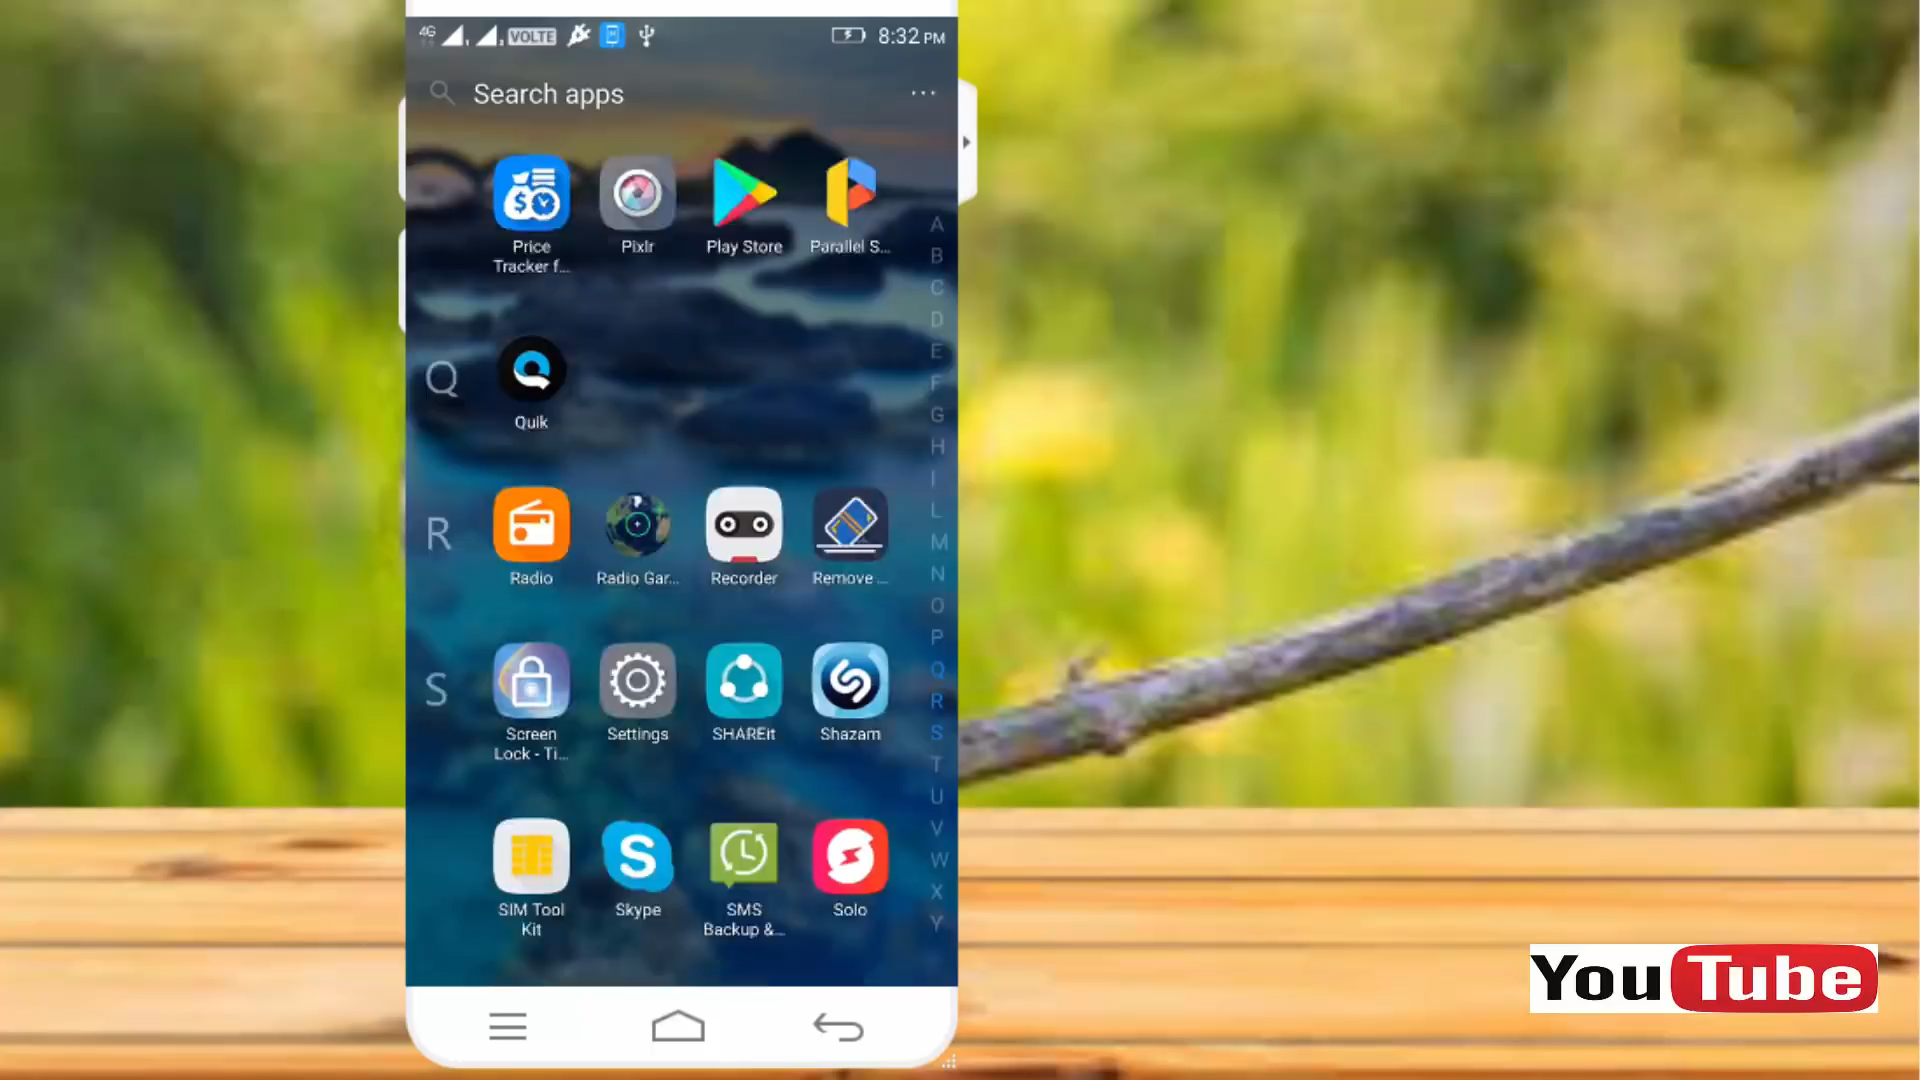 4G VOLTE 8:32 PM
Search apps
...
Price Tracker f...
Pixlr
Play Store
Parallel S...
A
B
C
D
E
F
G
H
I
L
M
N
O
P
Q
R
S
T
U
V
W
X
Y
Q
Quik
R
Radio
Radio Gar...
Recorder
Remove ...
S
Screen Lock - Ti...
Settings
SHAREit
Shazam
SIM Tool Kit
Skype
SMS Backup &...
Solo
YouTube